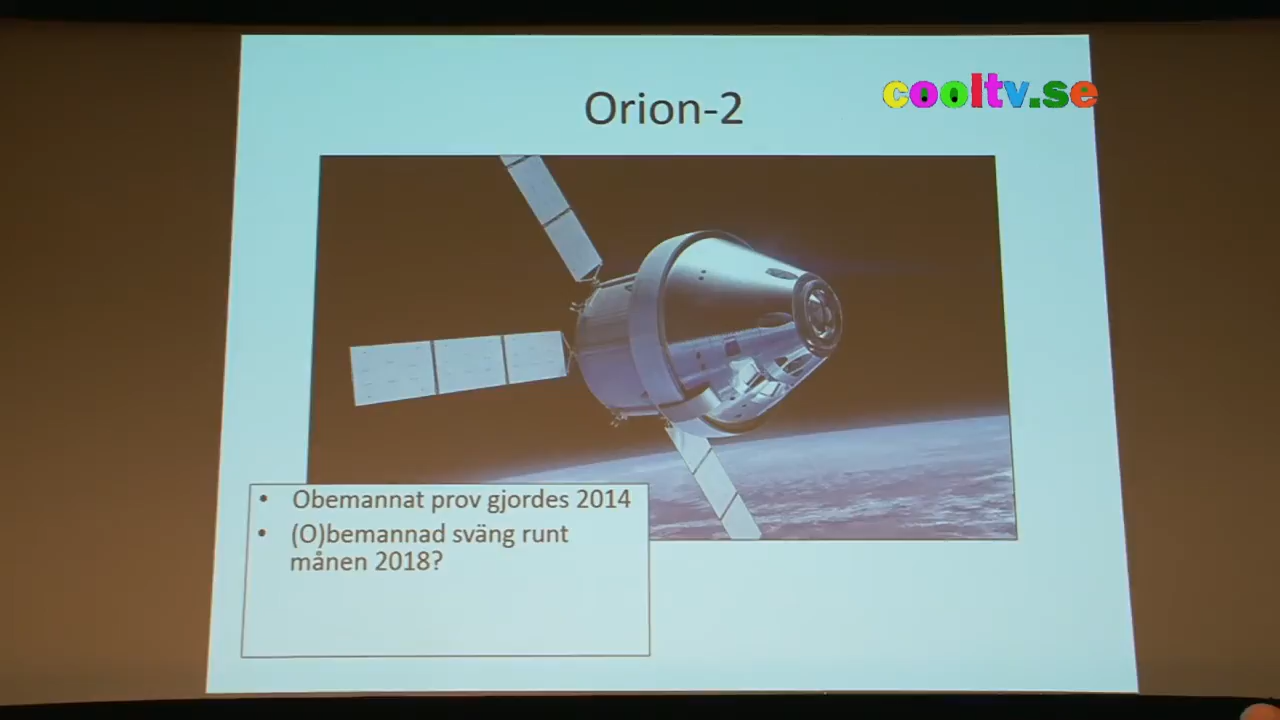 Orion-2
cooltv.se
• Obemannat prov gjordes 2014
• (O)bemannad sväng runt
månen 2018?